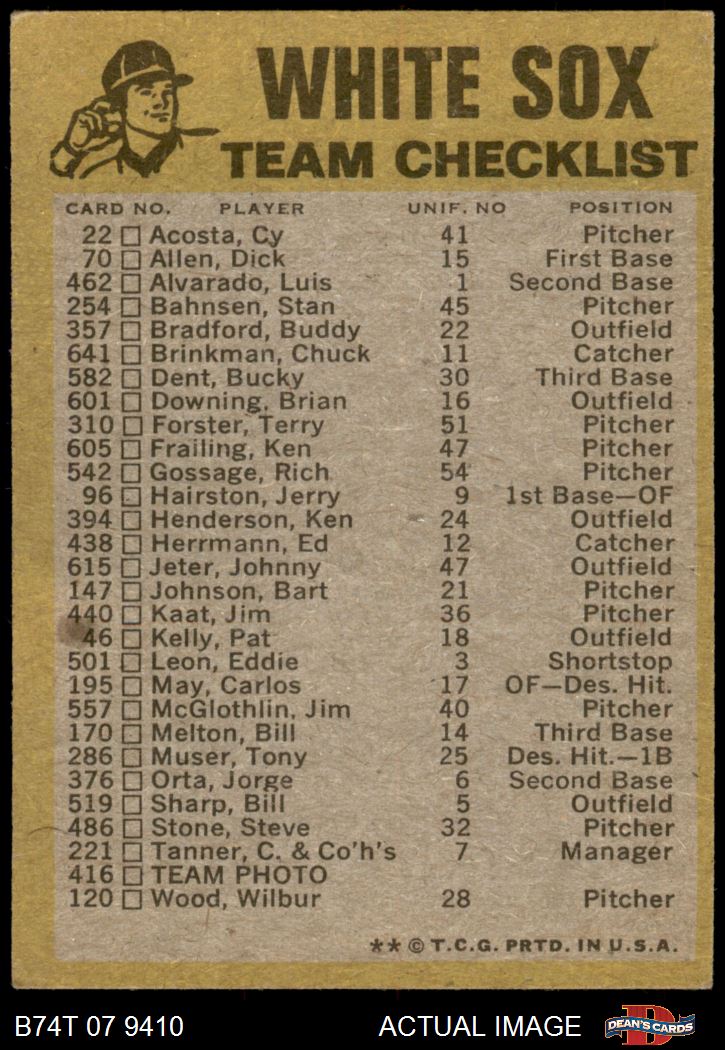 WHITE SOX
TEAM CHECKLIST
CARD NO. PLAYER UNIF. NO POSITION
22 Acosta, Cy 41 Pitcher
70 Allen, Dick 15 First Base
462 Alvarado, Luis 1 Second Base
254 Bahnsen, Stan 45 Pitcher
357 Bradford, Buddy 22 Outfield
641 Brinkman, Chuck 11 Catcher
582 Dent, Bucky 30 Third Base
601 Downing, Brian 16 Outfield
310 Forster, Terry 51 Pitcher
605 Frailing, Ken 47 Pitcher
542 Gossage, Rich 54 Pitcher
96 Hairston, Jerry 9 1st Base—OF
394 Henderson, Ken 24 Outfield
438 Herrmann, Ed 12 Catcher
615 Jeter, Johnny 47 Outfield
147 Johnson, Bart 21 Pitcher
440 Kaat, Jim 36 Pitcher
46 Kelly, Pat 18 Outfield
501 Leon, Eddie 3 Shortstop
195 May, Carlos 17 OF—Des. Hit.
557 McGlothlin, Jim 40 Pitcher
170 Melton, Bill 14 Third Base
286 Muser, Tony 25 Des. Hit.—1B
376 Orta, Jorge 6 Second Base
519 Sharp, Bill 5 Outfield
486 Stone, Steve 32 Pitcher
221 Tanner, C. & Co'h's 7 Manager
416 TEAM PHOTO
120 Wood, Wilbur 28 Pitcher
** © T.C.G. PRTD. IN U.S.A.
B74T 07 9410 ACTUAL IMAGE D DEAN'S CARDS